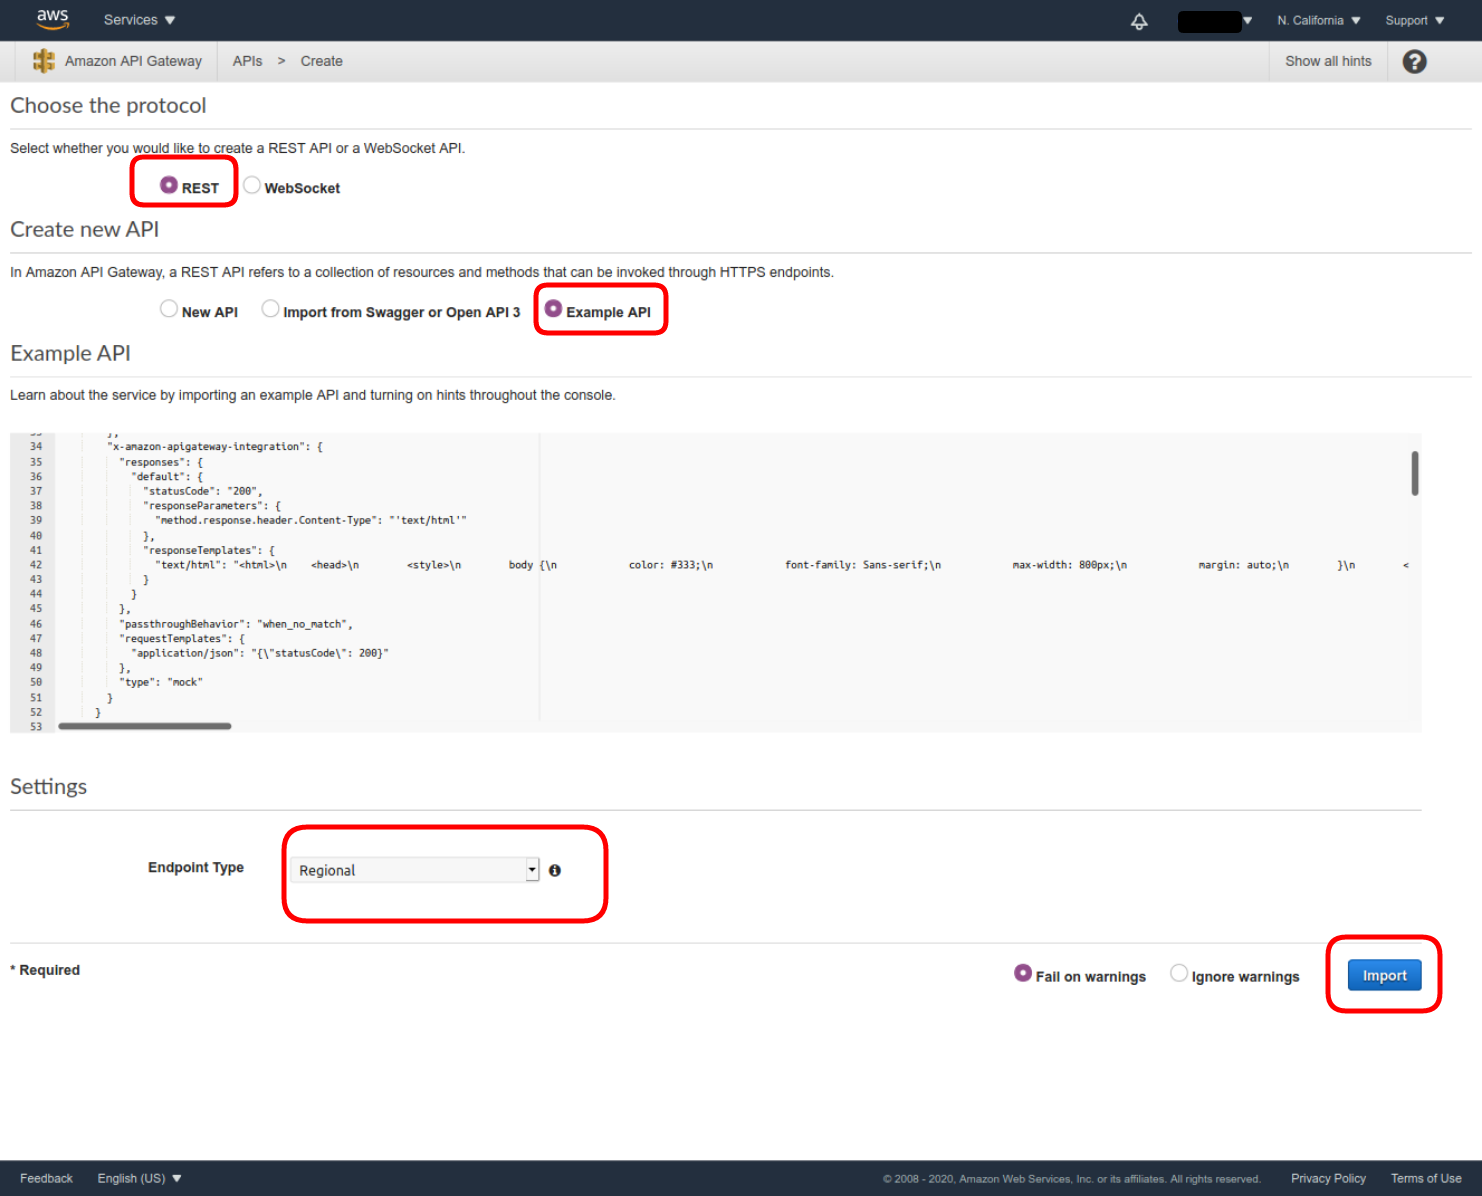 aws Services N. California Support
Amazon API Gateway APIs > Create Show all hints ?
Choose the protocol
Select whether you would like to create a REST API or a WebSocket API.
REST WebSocket
Create new API
In Amazon API Gateway, a REST API refers to a collection of resources and methods that can be invoked through HTTPS endpoints.
New API Import from Swagger or Open API 3 Example API
Example API
Learn about the service by importing an example API and turning on hints throughout the console.
33 },
34 "x-amazon-apigateway-integration": {
35 "responses": {
36 "default": {
37 "statusCode": "200",
38 "responseParameters": {
39 "method.response.header.Content-Type": "'text/html'"
40 },
41 "responseTemplates": {
42 "text/html": "<html>\n <head>\n <style>\n body {\n color: #333;\n font-family: Sans-serif;\n max-width: 800px;\n margin: auto;\n }\n <
43 }
44 }
45 },
46 "passthroughBehavior": "when_no_match",
47 "requestTemplates": {
48 "application/json": "{\"statusCode\": 200}"
49 },
50 "type": "mock"
51 }
52 }
53
Settings
Endpoint Type Regional
* Required Fail on warnings Ignore warnings Import
Feedback English (US) © 2008 - 2020, Amazon Web Services, Inc. or its affiliates. All rights reserved. Privacy Policy Terms of Use